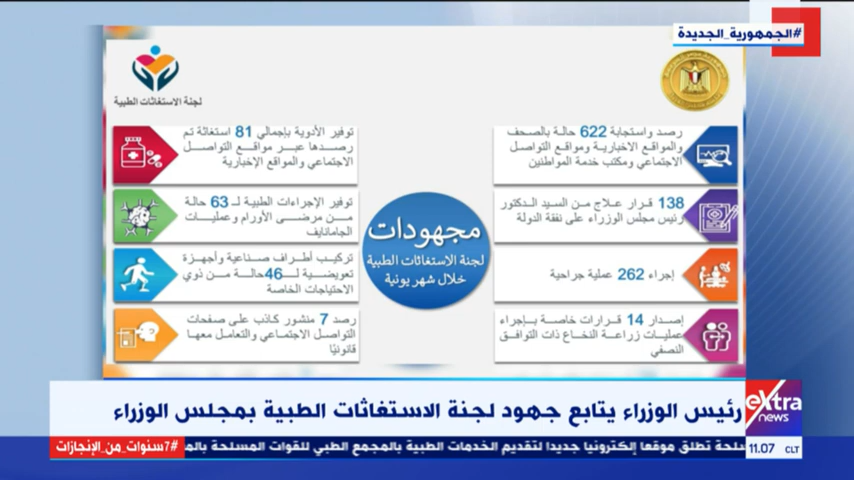 #الجمهورية_الجديدة
لجنة الاستغاثات الطبية
رصد واستجابة 622 حالة بالصحف
والمواقع الاخبارية ومواقع التواصل
الاجتماعي ومكتب خدمة المواطنين
138 قرار علاج من السيد الدكتور
رئيس مجلس الوزراء على نفقة الدولة
إجراء 262 عملية جراحية
إصدار 14 قرارات خاصة بإجراء
عمليات زراعة النخاع ذات التوافق
النصفي
مجهودات
لجنة الاستغاثات الطبية
خلال شهر يونية
توفير الأدوية بإجمالي 81 استغاثة تم
رصدها عبر مواقع التواصل
الاجتماعي والمواقع الإخبارية
توفير الإجراءات الطبية لـ 63 حالة
من مرضى الأورام وعمليات
الجامانايف
تركيب أطراف صناعية وأجهزة
تعويضية لـ46 حالة من ذوي
الاحتياجات الخاصة
رصد 7 منشور كاذب على صفحات
التواصل الاجتماعي والتعامل معها
قانونيًا
رئيس الوزراء يتابع جهود لجنة الاستغاثات الطبية بمجلس الوزراء
eXtra
news
11.07 CLT
سلحة تطلق موقعا إلكترونيا جديدا لتقديم الخدمات الطبية بالمجمع الطبي للقوات المسلحة بالم
#7سنوات_من_الإنجازات